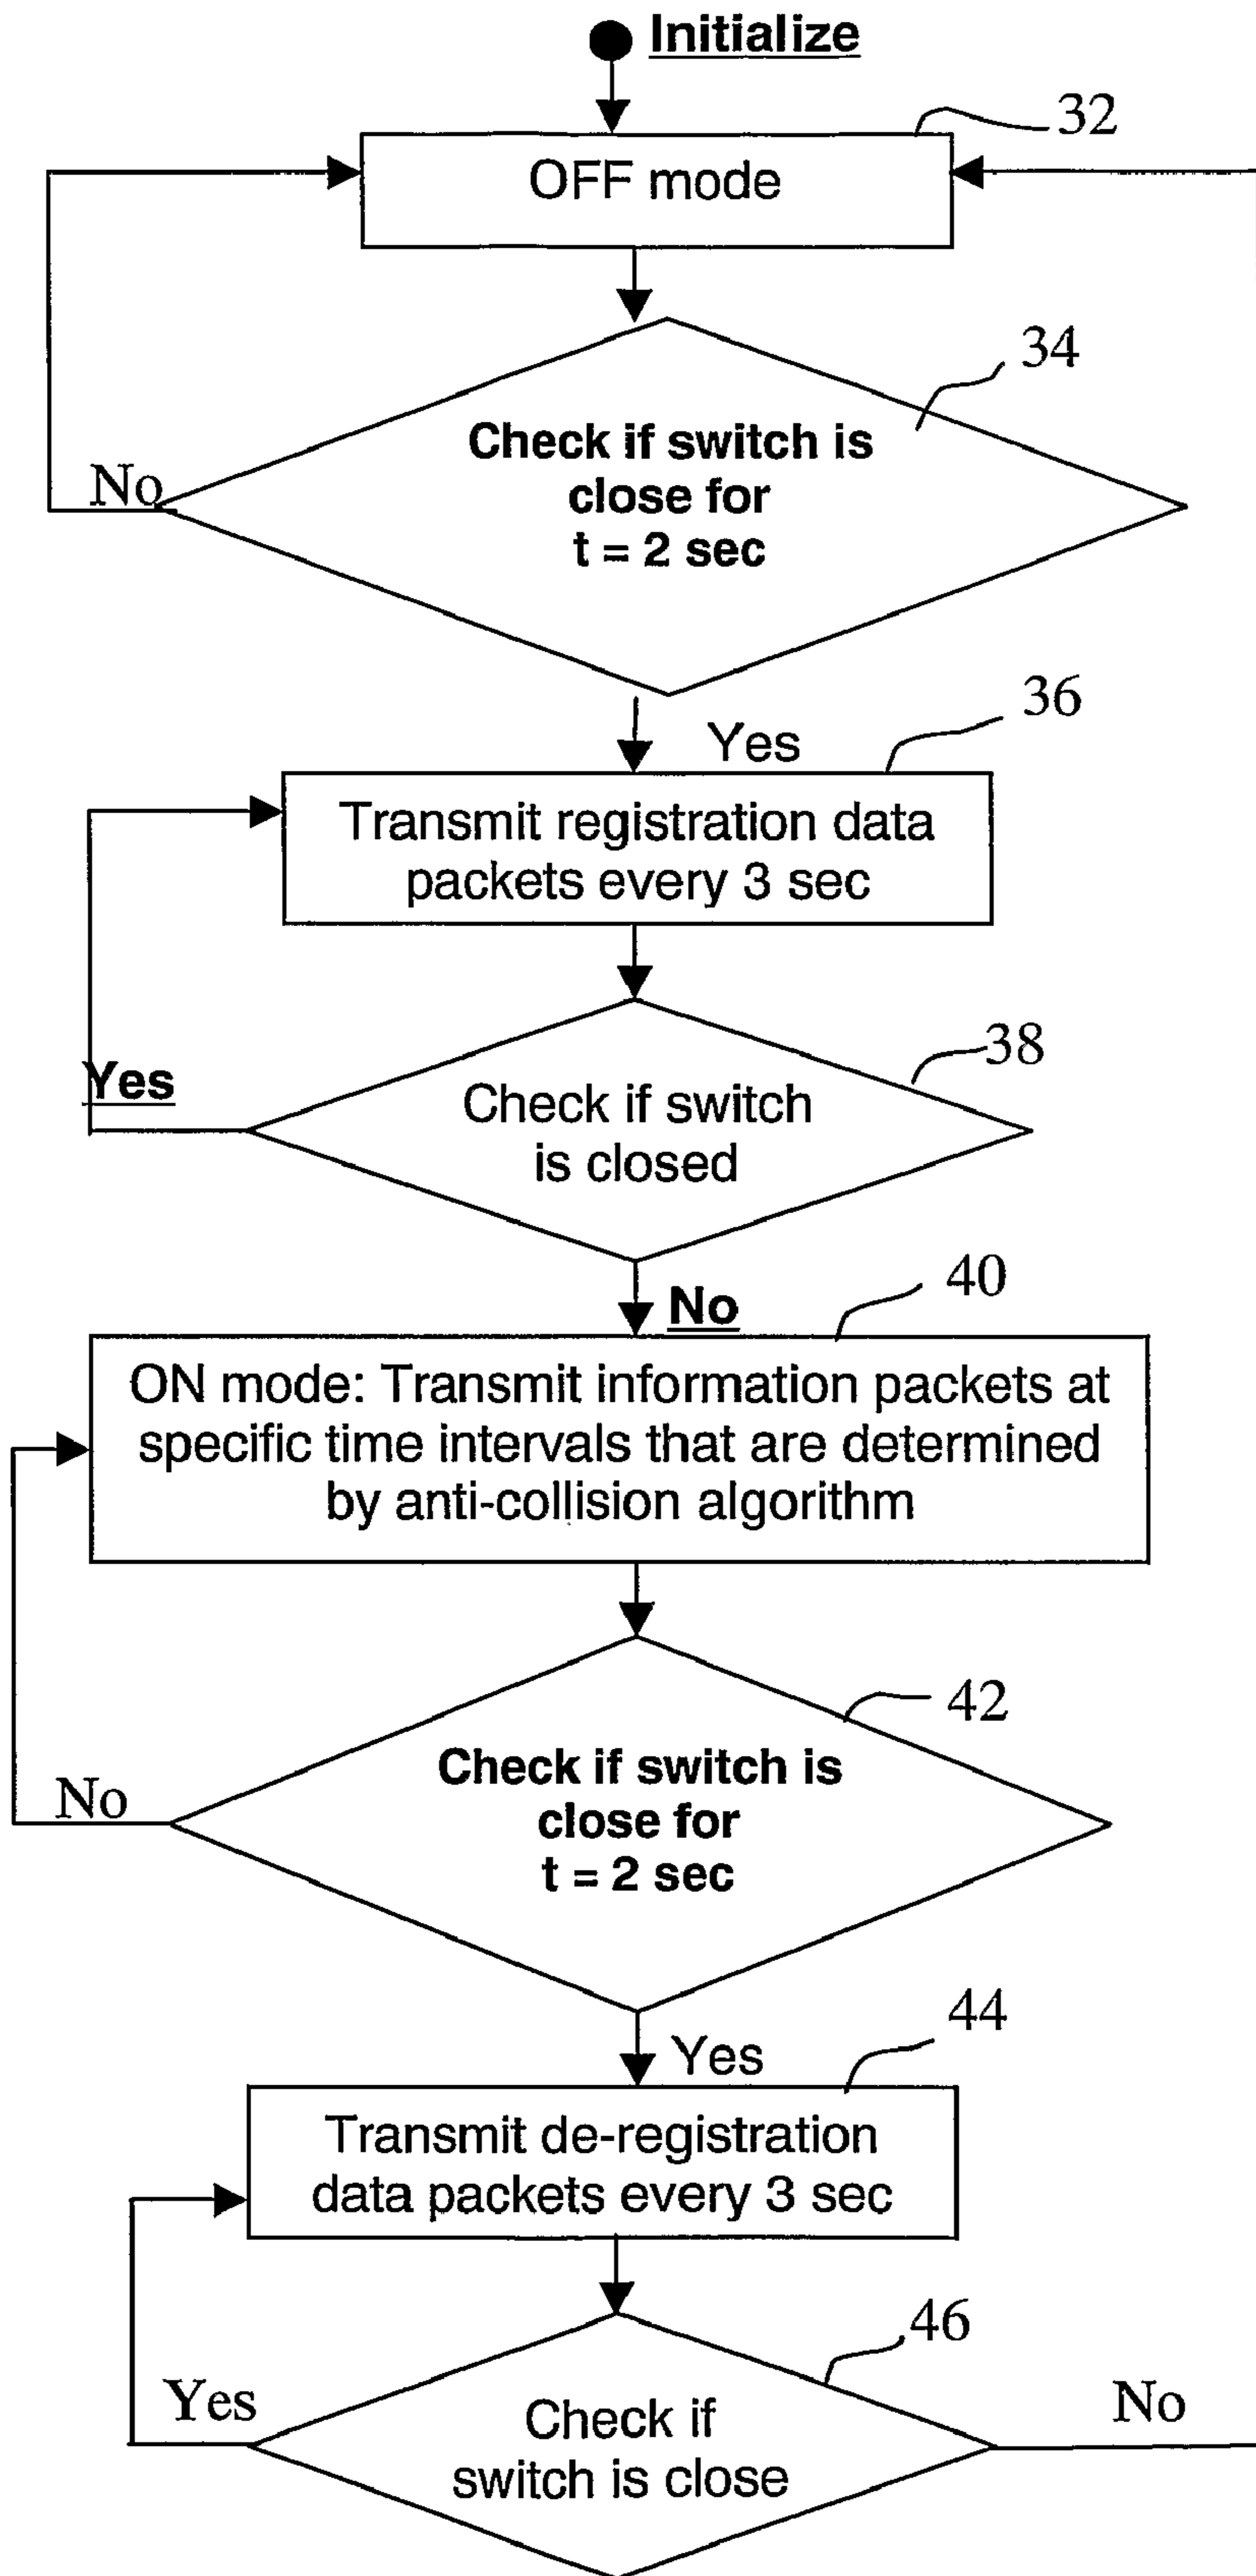 Initialize
32
OFF mode
34
Check if switch is
close for
t = 2 sec
No
36
Yes
Transmit registration data
packets every 3 sec
38
Yes
Check if switch
is closed
40
No
ON mode: Transmit information packets at
specific time intervals that are determined
by anti-collision algorithm
42
Check if switch is
close for
t = 2 sec
No
44
Yes
Transmit de-registration
data packets every 3 sec
46
Yes
No
Check if
switch is close